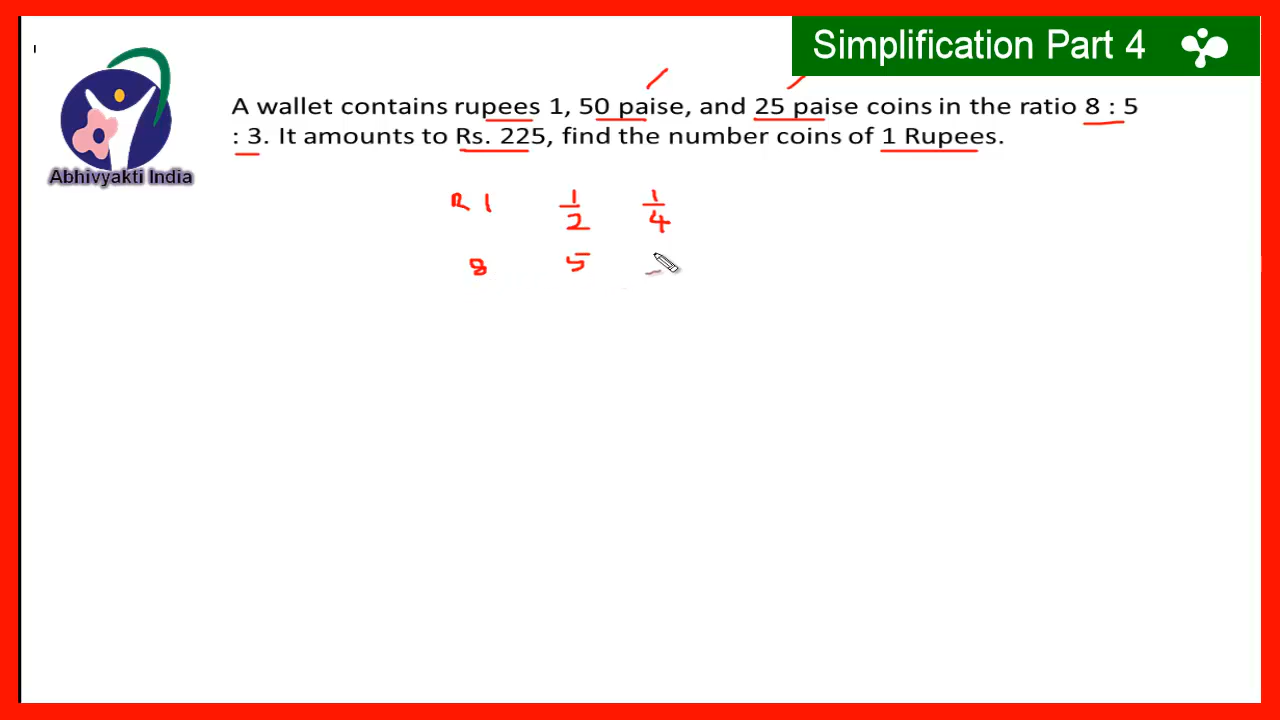 Simplification Part 4
A wallet contains rupees 1, 50 paise, and 25 paise coins in the ratio 8 : 5
: 3. It amounts to Rs. 225, find the number coins of 1 Rupees.
Abhivyakti India
R 1 1/2 1/4
8 5